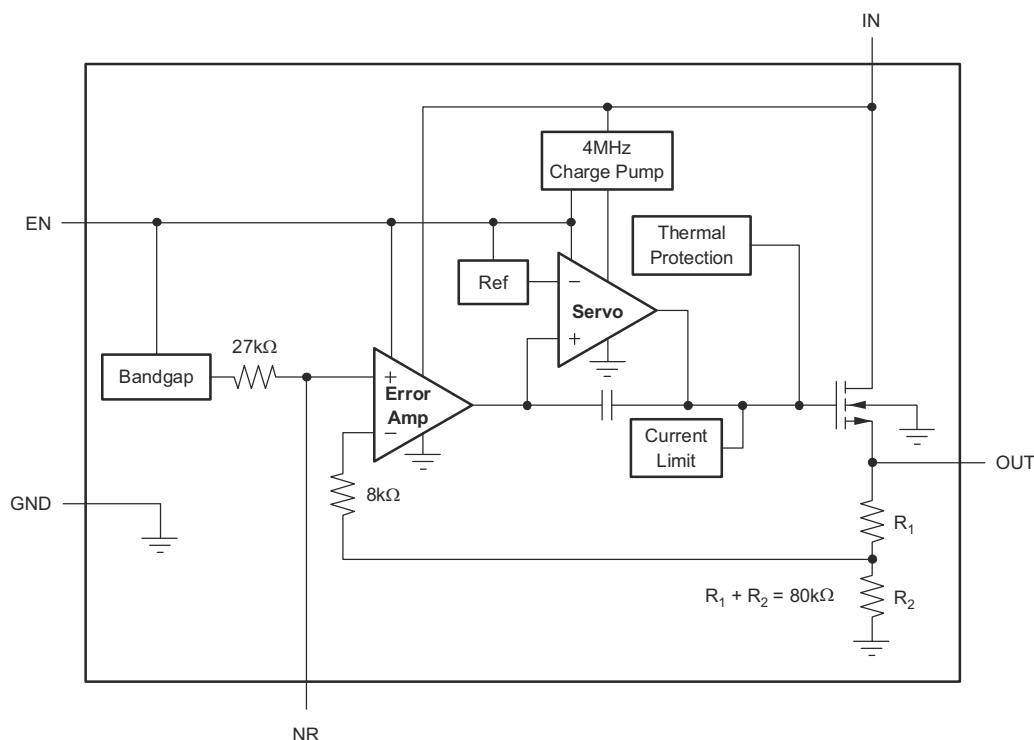 IN
4MHz
Charge Pump
EN
Thermal
Protection
Ref
−
Servo
+
27kΩ
Bandgap
+
Error
Amp
−
Current
Limit
OUT
8kΩ
GND
R1
R1 + R2 = 80kΩ
R2
NR